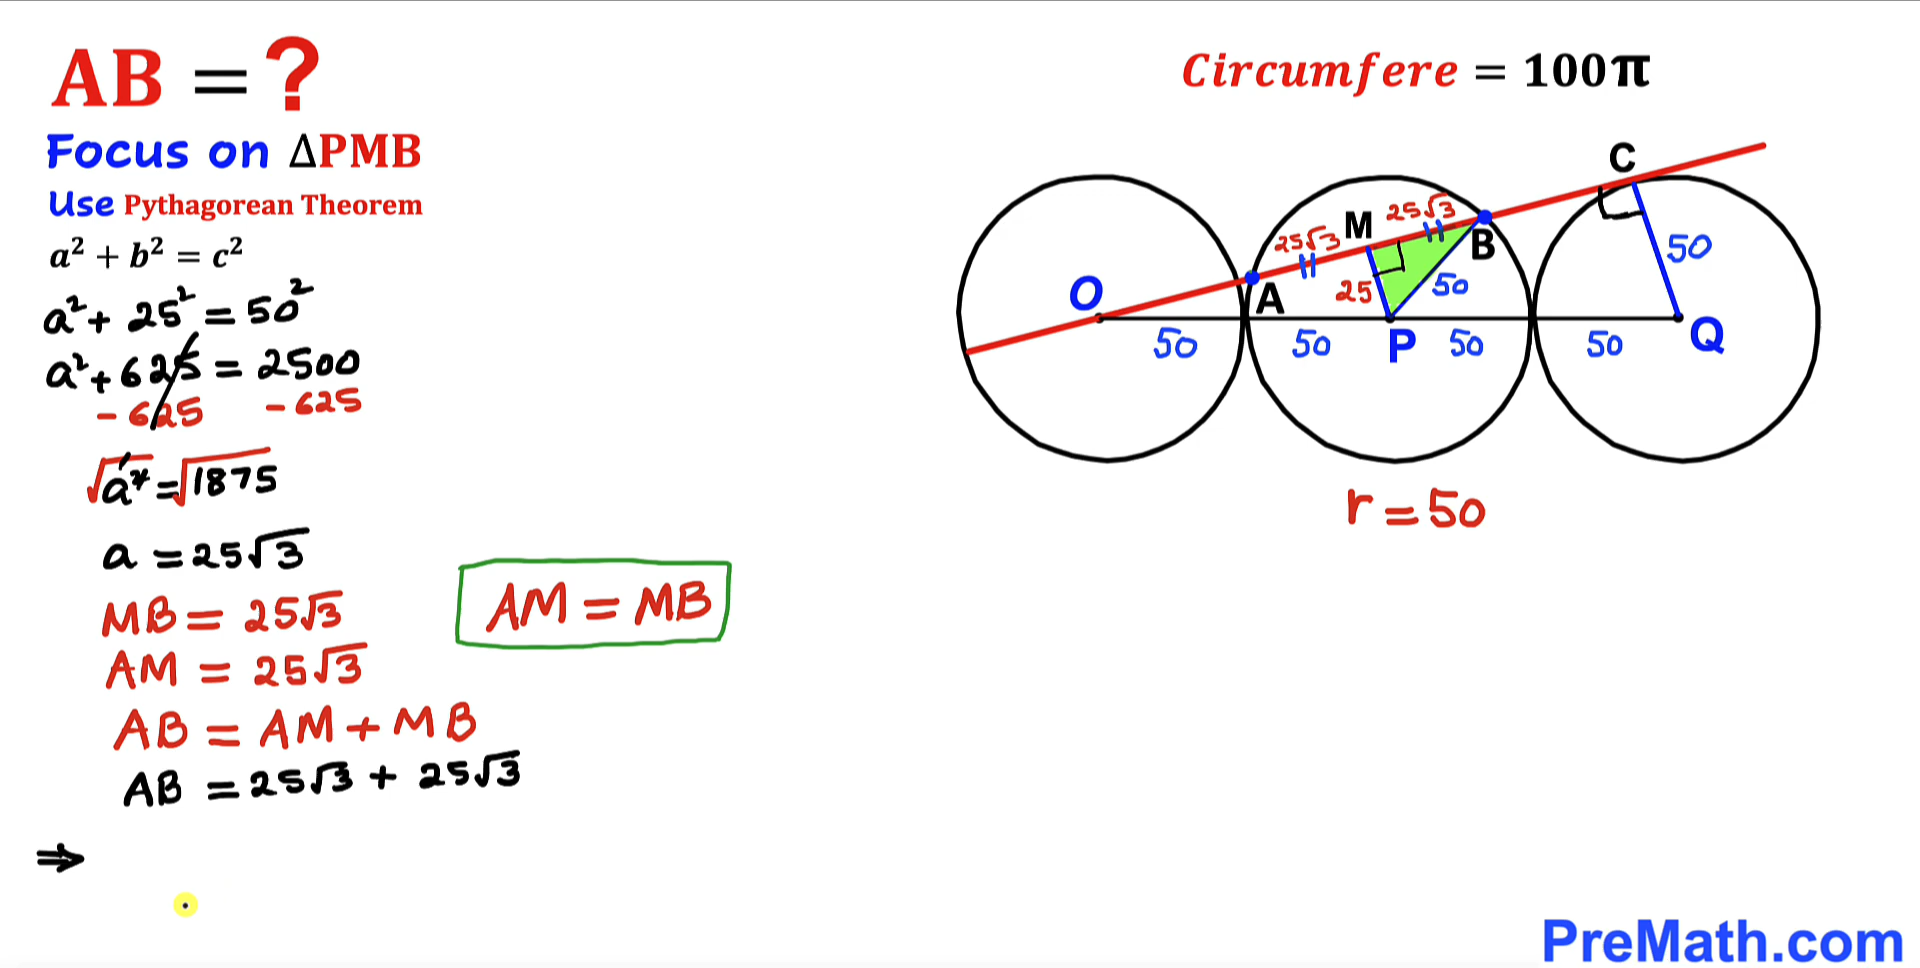 AB = ?
Focus on ΔPMB
Use Pythagorean Theorem
a² + b² = c²
a² + 25² = 50²
a² + 625 = 2500
- 625 - 625
√a² = √1875
a = 25√3
MB = 25√3
AM = 25√3
AB = AM + MB
AB = 25√3 + 25√3
⇒
AM = MB
Circumfere = 100π
C
M 25√3
25√3
B
50
O
A
25
50
50
50
P
50
50
Q
r = 50
PreMath.com